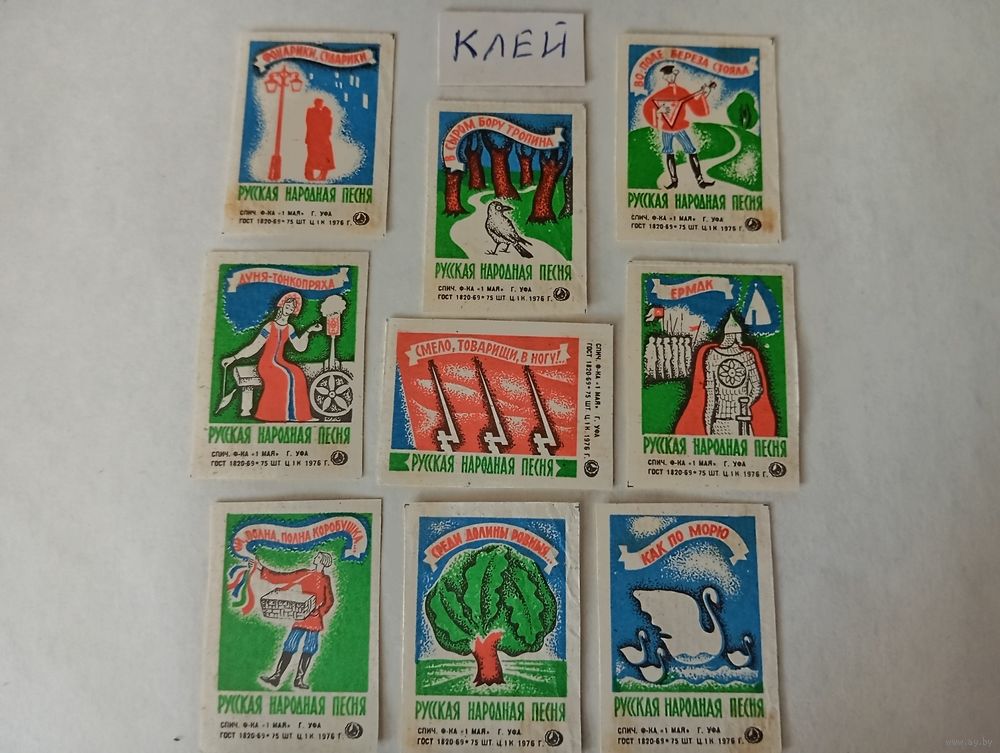 КЛЕЙ
ФОНАРИКИ, СУДАРИКИ
РУССКАЯ НАРОДНАЯ ПЕСНЯ
СПИЧ. Ф-КА «1 МАЯ» Г. УФА
ГОСТ 1820-69 * 75 ШТ. Ц. 1 К. 1976 Г.
В СЫРОМ БОРУ ТРОПИНА
РУССКАЯ НАРОДНАЯ ПЕСНЯ
СПИЧ. Ф-КА «1 МАЯ» Г. УФА
ГОСТ 1820-69 * 75 ШТ. Ц. 1 К. 1976 Г.
ВО ПОЛЕ БЕРЕЗА СТОЯЛА
РУССКАЯ НАРОДНАЯ ПЕСНЯ
СПИЧ. Ф-КА «1 МАЯ» Г. УФА
ГОСТ 1820-69 * 75 ШТ. Ц. 1 К. 1976 Г.
ДУНЯ-ТОНКОПРЯХА
РУССКАЯ НАРОДНАЯ ПЕСНЯ
СПИЧ. Ф-КА «1 МАЯ» Г. УФА
ГОСТ 1820-69 * 75 ШТ. Ц. 1 К. 1976 Г.
СМЕЛО, ТОВАРИЩИ, В НОГУ!..
РУССКАЯ НАРОДНАЯ ПЕСНЯ
СПИЧ. Ф-КА «1 МАЯ» Г. УФА
ГОСТ 1820-69 * 75 ШТ. Ц. 1 К. 1976 Г.
ЕРМАК
РУССКАЯ НАРОДНАЯ ПЕСНЯ
СПИЧ. Ф-КА «1 МАЯ» Г. УФА
ГОСТ 1820-69 * 75 ШТ. Ц. 1 К. 1976 Г.
ПОЛНА, ПОЛНА КОРОБУШКА...
РУССКАЯ НАРОДНАЯ ПЕСНЯ
СПИЧ. Ф-КА «1 МАЯ» Г. УФА
ГОСТ 1820-69 * 75 ШТ. Ц. 1 К. 1976 Г.
СРЕДИ ДОЛИНЫ РОВНЫЯ...
РУССКАЯ НАРОДНАЯ ПЕСНЯ
СПИЧ. Ф-КА «1 МАЯ» Г. УФА
ГОСТ 1820-69 * 75 ШТ. Ц. 1 К. 1976 Г.
КАК ПО МОРЮ
РУССКАЯ НАРОДНАЯ ПЕСНЯ
СПИЧ. Ф-КА «1 МАЯ» Г. УФА
ГОСТ 1820-69 * 75 ШТ. Ц. 1 К. 1976 Г.
www.ay.by